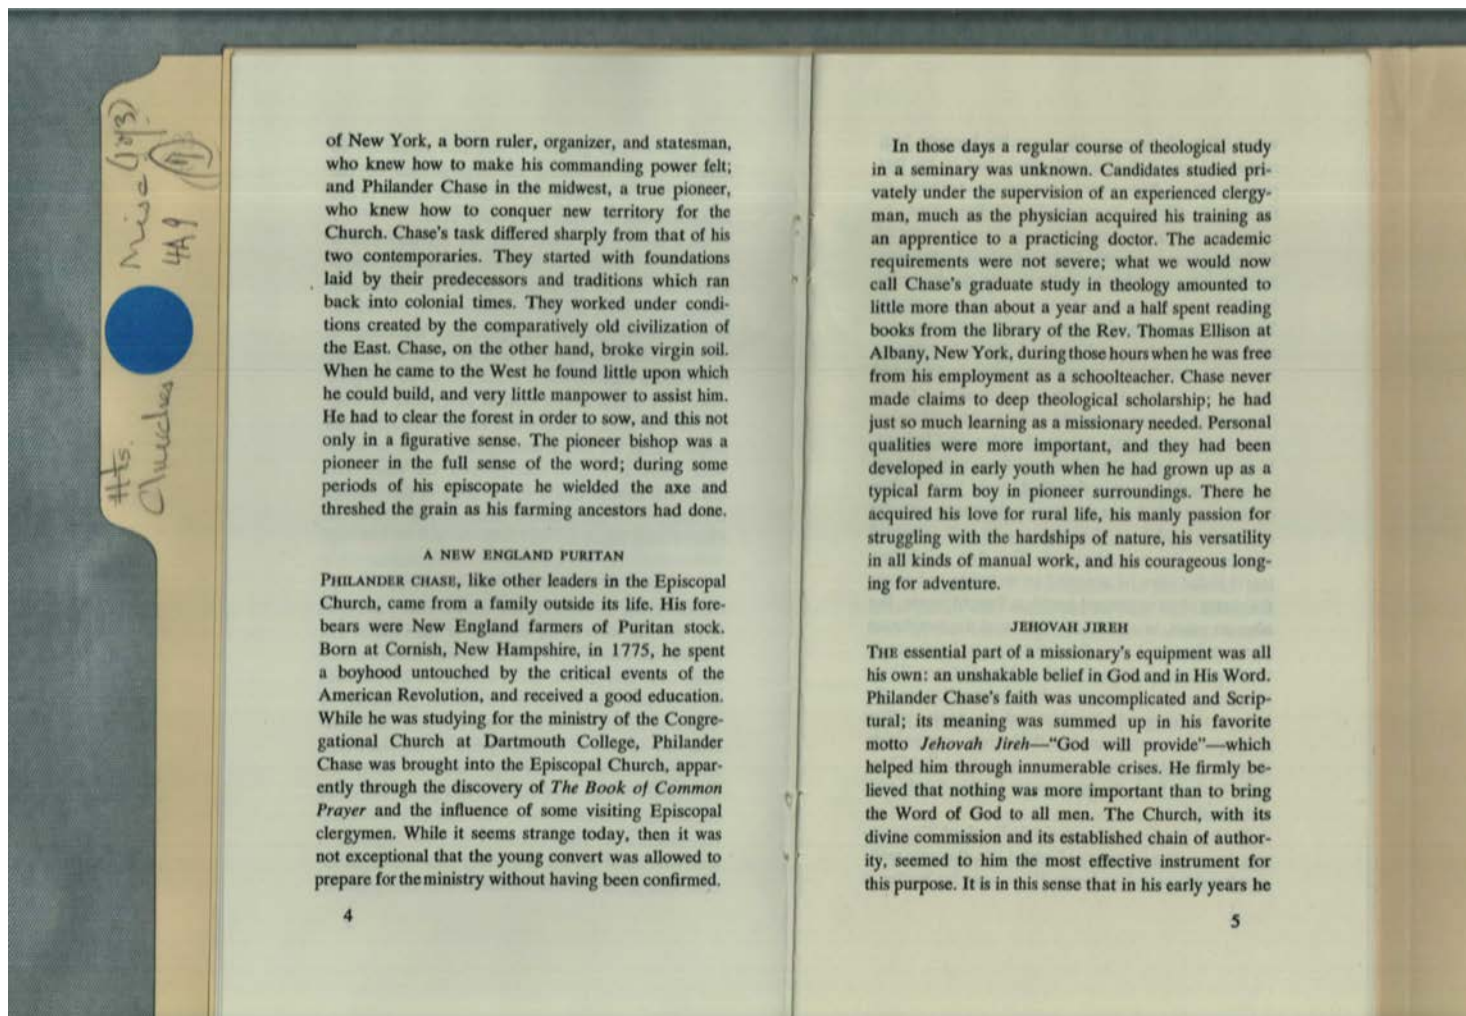 Hts.
Churches
Misc (1 of 3)
4A9
(17)
of New York, a born ruler, organizer, and statesman,
who knew how to make his commanding power felt;
and Philander Chase in the midwest, a true pioneer,
who knew how to conquer new territory for the
Church. Chase's task differed sharply from that of his
two contemporaries. They started with foundations
laid by their predecessors and traditions which ran
back into colonial times. They worked under condi-
tions created by the comparatively old civilization of
the East. Chase, on the other hand, broke virgin soil.
When he came to the West he found little upon which
he could build, and very little manpower to assist him.
He had to clear the forest in order to sow, and this not
only in a figurative sense. The pioneer bishop was a
pioneer in the full sense of the word; during some
periods of his episcopate he wielded the axe and
threshed the grain as his farming ancestors had done.
A NEW ENGLAND PURITAN
PHILANDER CHASE, like other leaders in the Episcopal
Church, came from a family outside its life. His fore-
bears were New England farmers of Puritan stock.
Born at Cornish, New Hampshire, in 1775, he spent
a boyhood untouched by the critical events of the
American Revolution, and received a good education.
While he was studying for the ministry of the Congre-
gational Church at Dartmouth College, Philander
Chase was brought into the Episcopal Church, appar-
ently through the discovery of The Book of Common
Prayer and the influence of some visiting Episcopal
clergymen. While it seems strange today, then it was
not exceptional that the young convert was allowed to
prepare for the ministry without having been confirmed.
4
In those days a regular course of theological study
in a seminary was unknown. Candidates studied pri-
vately under the supervision of an experienced clergy-
man, much as the physician acquired his training as
an apprentice to a practicing doctor. The academic
requirements were not severe; what we would now
call Chase's graduate study in theology amounted to
little more than about a year and a half spent reading
books from the library of the Rev. Thomas Ellison at
Albany, New York, during those hours when he was free
from his employment as a schoolteacher. Chase never
made claims to deep theological scholarship; he had
just so much learning as a missionary needed. Personal
qualities were more important, and they had been
developed in early youth when he had grown up as a
typical farm boy in pioneer surroundings. There he
acquired his love for rural life, his manly passion for
struggling with the hardships of nature, his versatility
in all kinds of manual work, and his courageous long-
ing for adventure.
JEHOVAH JIREH
THE essential part of a missionary's equipment was all
his own: an unshakable belief in God and in His Word.
Philander Chase's faith was uncomplicated and Scrip-
tural; its meaning was summed up in his favorite
motto Jehovah Jireh—“God will provide”—which
helped him through innumerable crises. He firmly be-
lieved that nothing was more important than to bring
the Word of God to all men. The Church, with its
divine commission and its established chain of author-
ity, seemed to him the most effective instrument for
this purpose. It is in this sense that in his early years he
5